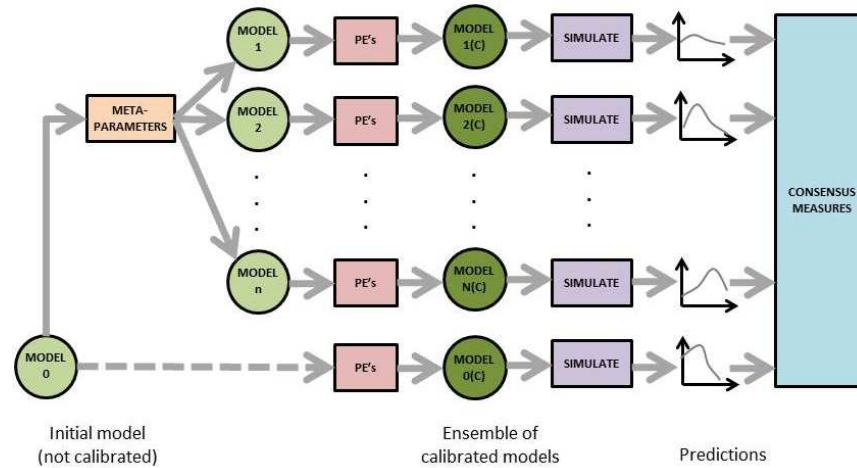 MODEL
1
PE's
MODEL
1(C)
SIMULATE
META-
PARAMETERS
MODEL
2
PE's
MODEL
2(C)
SIMULATE
CONSENSUS
MEASURES
MODEL
n
PE's
MODEL
N(C)
SIMULATE
MODEL
0
PE's
MODEL
0(C)
SIMULATE
Initial model
(not calibrated)
Ensemble of
calibrated models
Predictions